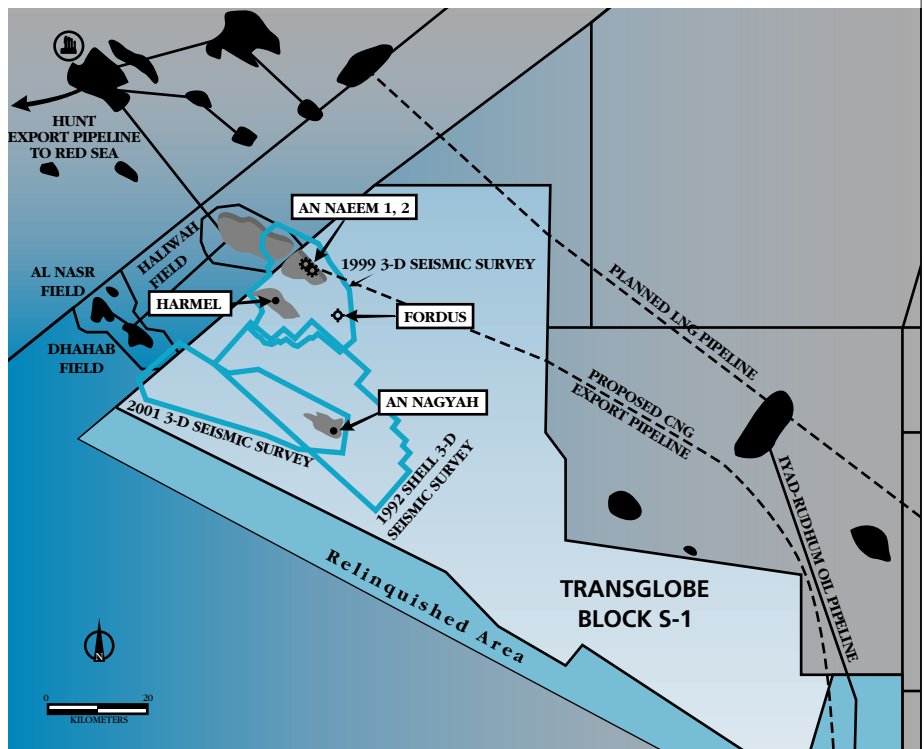 HUNT
EXPORT PIPELINE
TO RED SEA
AN NAEEM 1, 2
HALIWAH
FIELD
1999 3-D SEISMIC SURVEY
AL NASR
FIELD
HARMEL
FORDUS
DHAHAB
FIELD
PLANNED LNG PIPELINE
PROPOSED CNG
EXPORT PIPELINE
AN NAGYAH
2001 3-D SEISMIC SURVEY
1992 SHELL 3-D
SEISMIC SURVEY
IYAD-RUDHUM OIL PIPELINE
Relinquished Area
TRANSGLOBE
BLOCK S-1
N
0 20
KILOMETERS